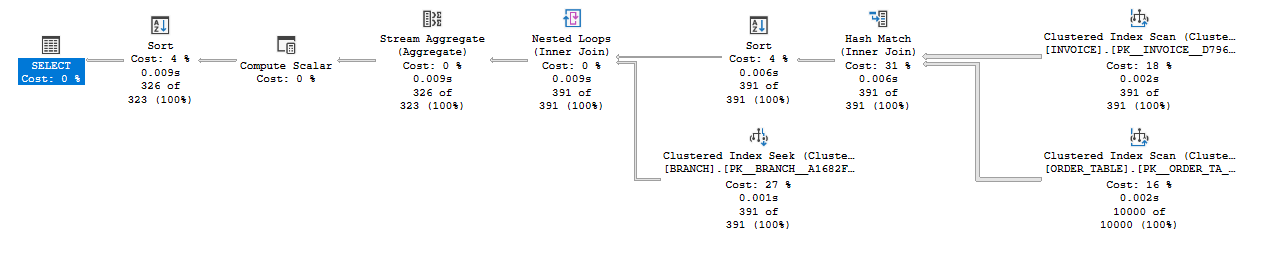 SELECT
Cost: 0 %
Sort
Cost: 4 %
0.009s
326 of
323 (100%)
Compute Scalar
Cost: 0 %
Stream Aggregate
(Aggregate)
Cost: 0 %
0.009s
326 of
323 (100%)
Nested Loops
(Inner Join)
Cost: 0 %
0.009s
391 of
391 (100%)
Sort
Cost: 4 %
0.006s
391 of
391 (100%)
Hash Match
(Inner Join)
Cost: 31 %
0.006s
391 of
391 (100%)
Clustered Index Scan (Cluste…
[INVOICE].[PK__INVOICE__D796…
Cost: 18 %
0.002s
391 of
391 (100%)
Clustered Index Seek (Cluste…
[BRANCH].[PK__BRANCH__A1682F…
Cost: 27 %
0.001s
391 of
391 (100%)
Clustered Index Scan (Cluste…
[ORDER_TABLE].[PK__ORDER_TA_…
Cost: 16 %
0.002s
10000 of
10000 (100%)